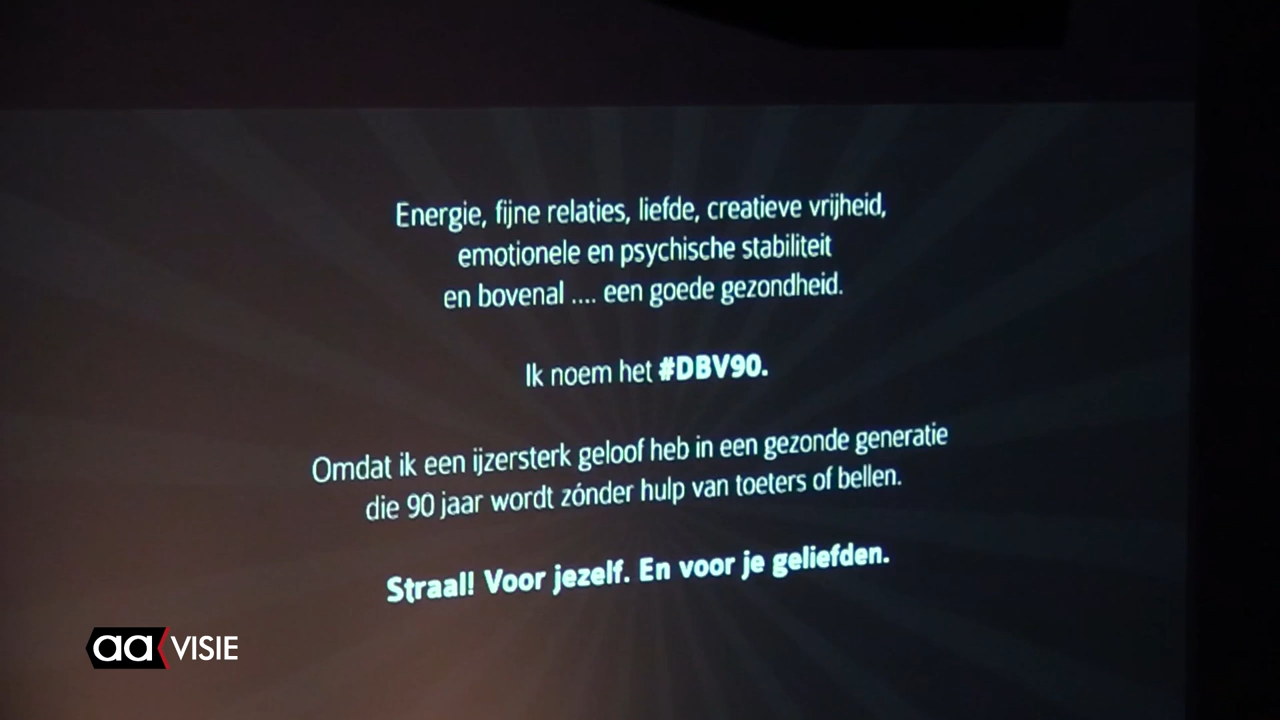 Energie, fijne relaties, liefde, creatieve vrijheid,
emotionele en psychische stabiliteit
en bovenal .... een goede gezondheid.
Ik noem het #DBV90.
Omdat ik een ijzersterk geloof heb in een gezonde generatie
die 90 jaar wordt zónder hulp van toeters of bellen.
Straal! Voor jezelf. En voor je geliefden.
aa VISIE